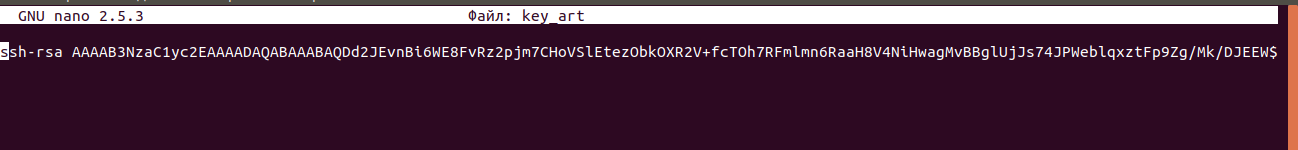 GNU nano 2.5.3 Файл: key_art
ssh-rsa AAAAB3NzaC1yc2EAAAADAQABAAABAQDd2JEvnBi6WE8FvRz2pjm7CHoVSlEtezObkOXR2V+fcTOh7RFmlmn6RaaH8V4NiHwagMvBBglUjJs74JPWeblqxztFp9Zg/Mk/DJEEW$